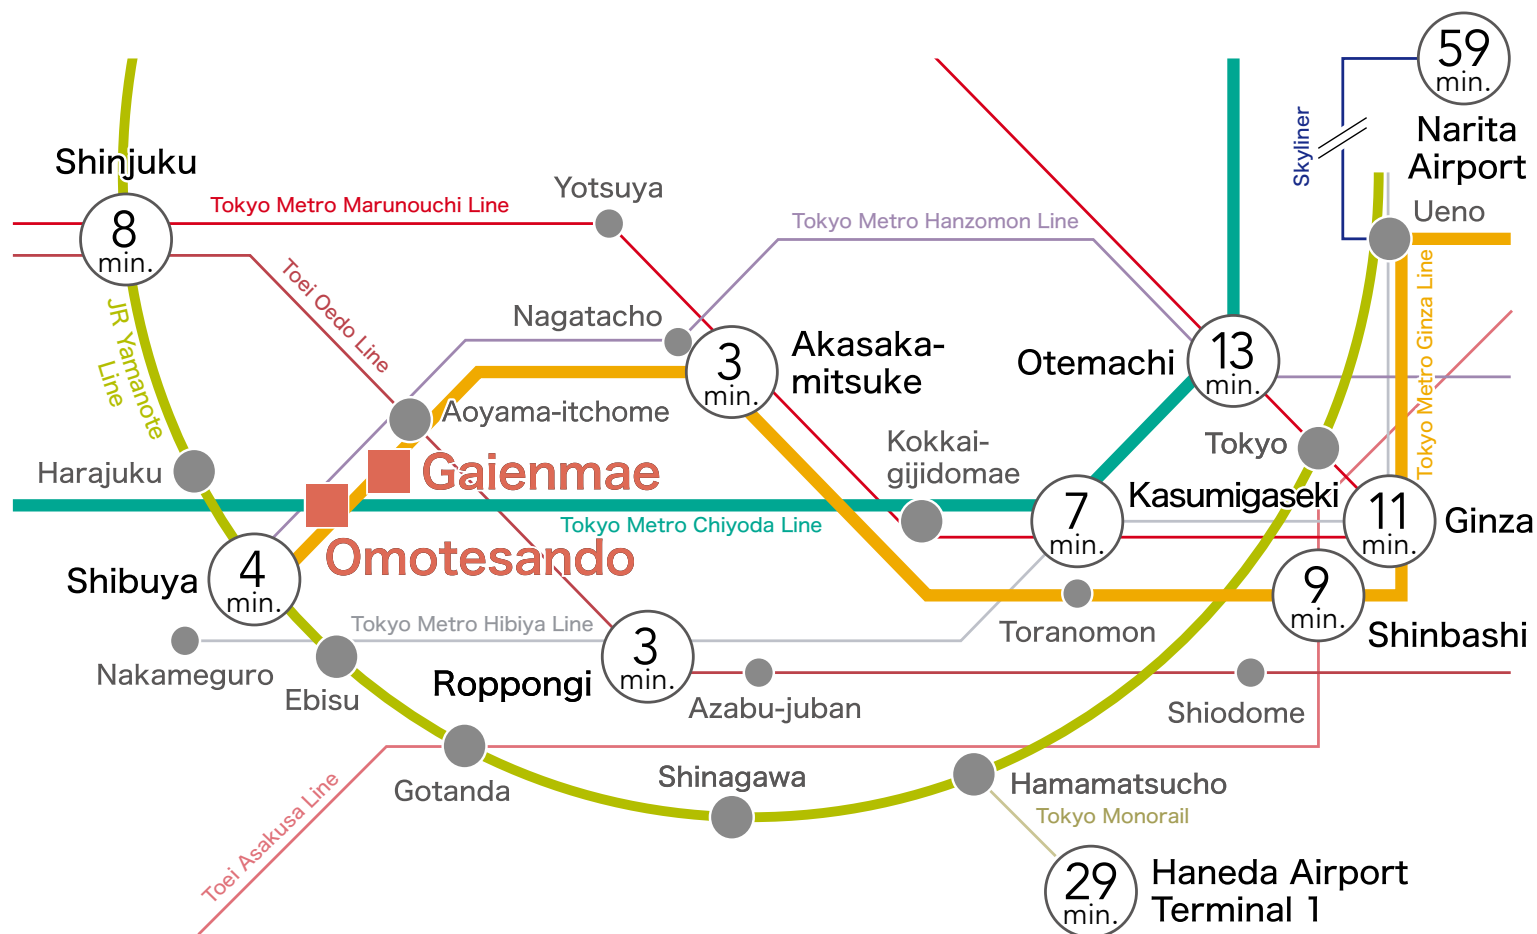 59
min.
Narita
Airport
Skyliner
Ueno
Shinjuku
8
min.
Tokyo Metro Marunouchi Line
Yotsuya
Tokyo Metro Hanzomon Line
Toei Oedo Line
JR Yamanote
Line
Nagatacho
3
min.
Akasaka-
mitsuke
Otemachi
13
min.
Tokyo Metro Ginza Line
Aoyama-itchome
Tokyo
Kokkai-
gijidomae
Harajuku
Gaienmae
Kasumigaseki
7
min.
11
min.
Ginza
Tokyo Metro Chiyoda Line
Omotesando
Shibuya
4
min.
9
min.
Shinbashi
Toranomon
Tokyo Metro Hibiya Line
Nakameguro
Ebisu
Roppongi
3
min.
Azabu-juban
Shiodome
Gotanda
Shinagawa
Hamamatsucho
Tokyo Monorail
Toei Asakusa Line
29
min.
Haneda Airport
Terminal 1